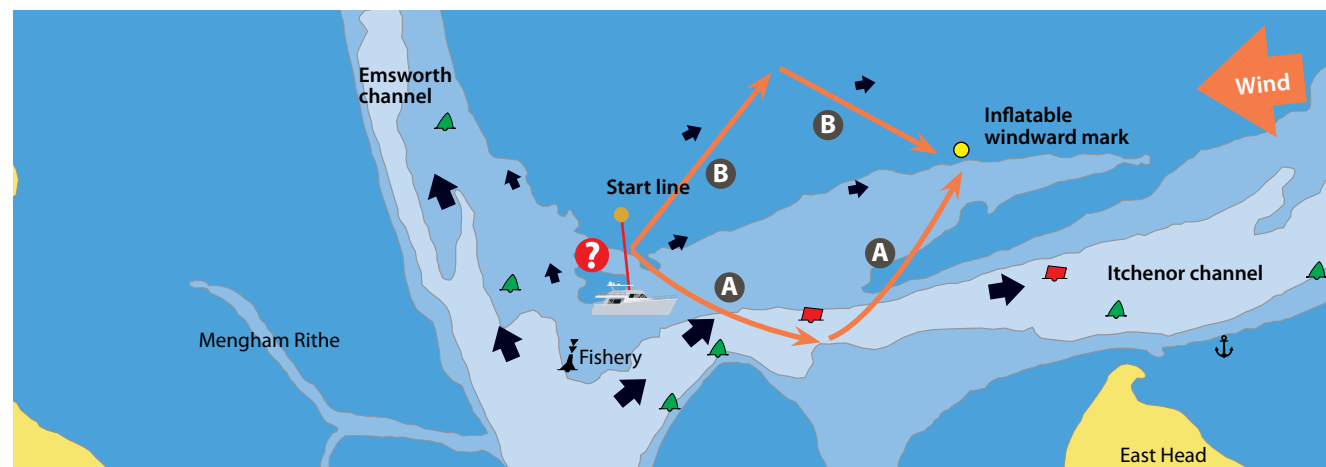 Emsworth
channel
Wind
Inflatable
windward mark
B
B
Start line
?
A
A
Itchenor channel
Mengham Rithe
Fishery
East Head